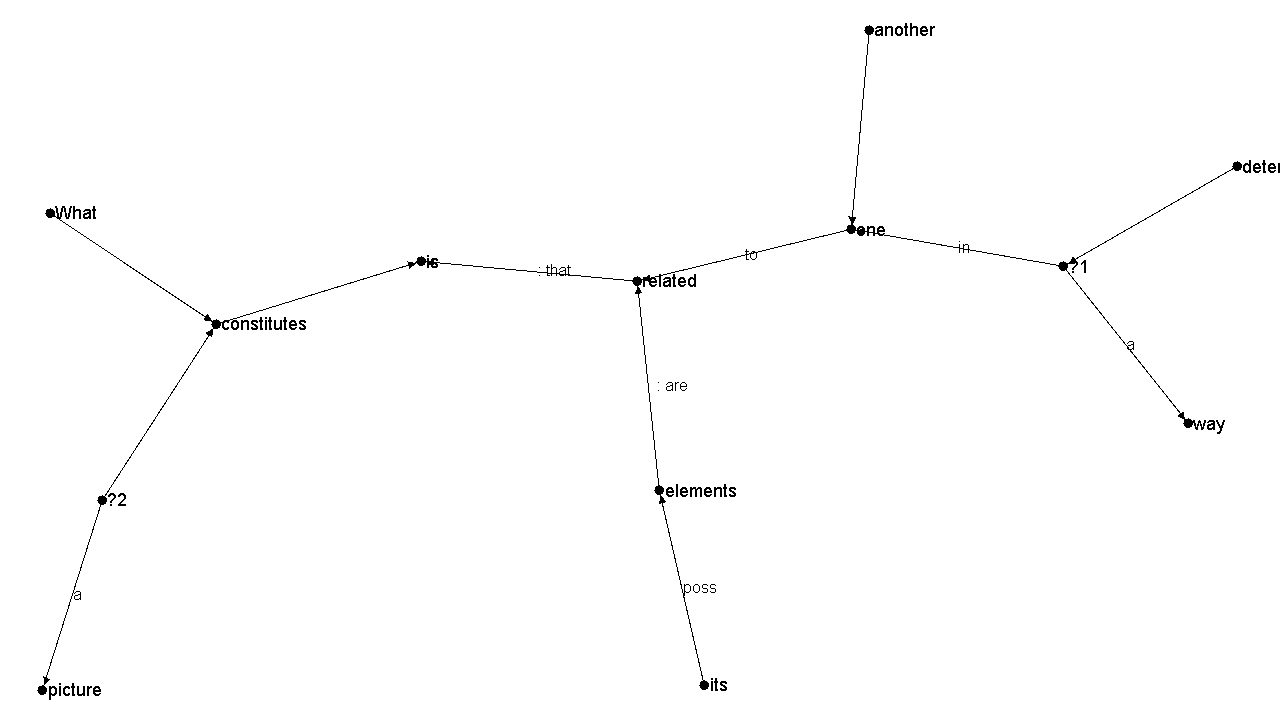 another
deter
What
one
in
to
?1
is
: that
related
constitutes
a
: are
way
elements
?2
poss
a
its
picture